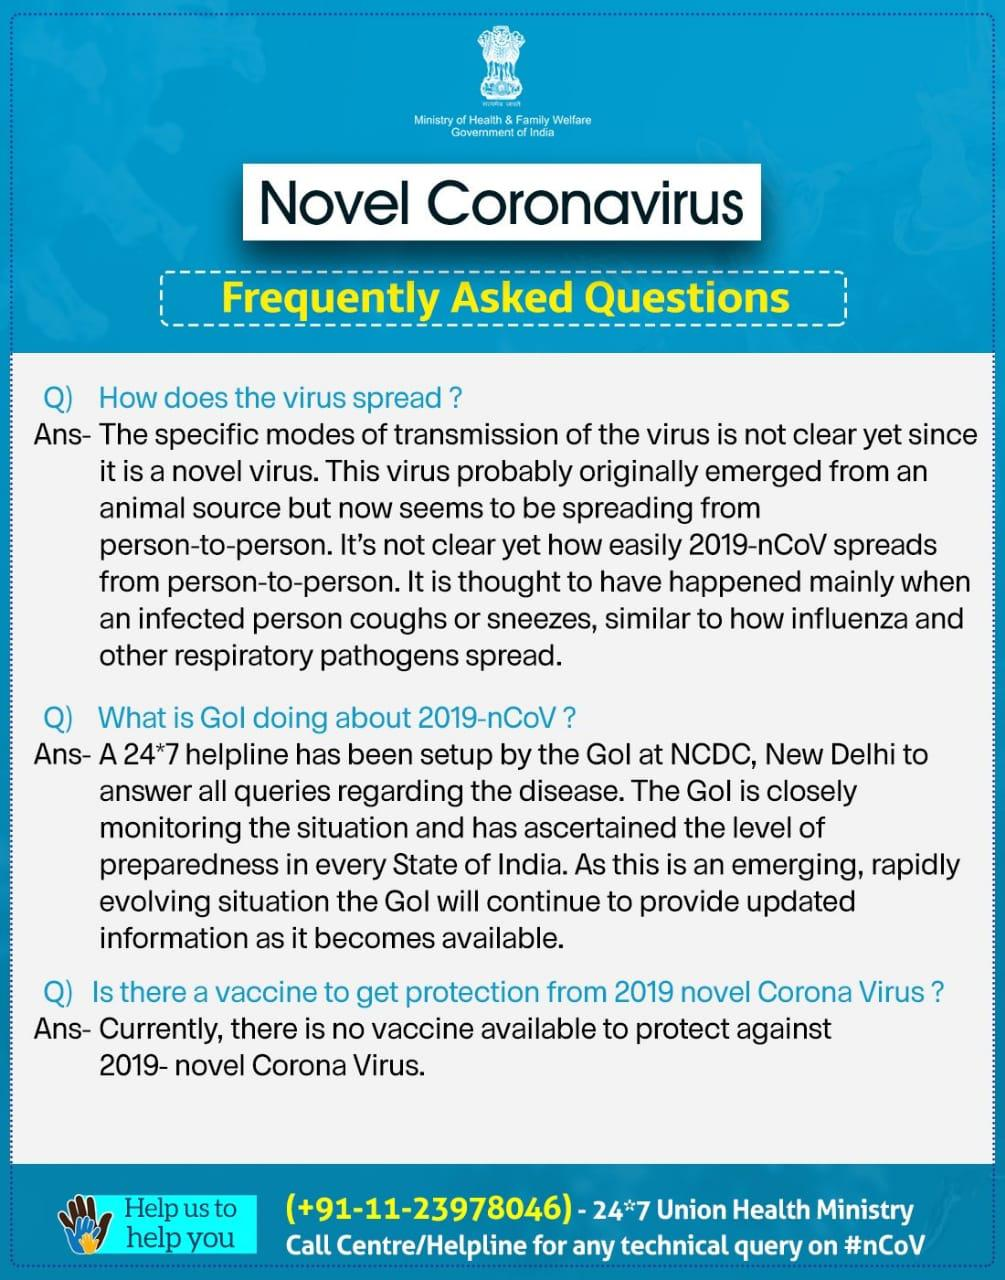 सत्यमेव जयते
Ministry of Health & Family Welfare
Government of India
Novel Coronavirus
Frequently Asked Questions
Q) How does the virus spread ?
Ans- The specific modes of transmission of the virus is not clear yet since
it is a novel virus. This virus probably originally emerged from an
animal source but now seems to be spreading from
person-to-person. It’s not clear yet how easily 2019-nCoV spreads
from person-to-person. It is thought to have happened mainly when
an infected person coughs or sneezes, similar to how influenza and
other respiratory pathogens spread.
Q) What is GoI doing about 2019-nCoV ?
Ans- A 24*7 helpline has been setup by the GoI at NCDC, New Delhi to
answer all queries regarding the disease. The GoI is closely
monitoring the situation and has ascertained the level of
preparedness in every State of India. As this is an emerging, rapidly
evolving situation the GoI will continue to provide updated
information as it becomes available.
Q) Is there a vaccine to get protection from 2019 novel Corona Virus ?
Ans- Currently, there is no vaccine available to protect against
2019- novel Corona Virus.
Help us to
help you
(+91-11-23978046) - 24*7 Union Health Ministry
Call Centre/Helpline for any technical query on #nCoV